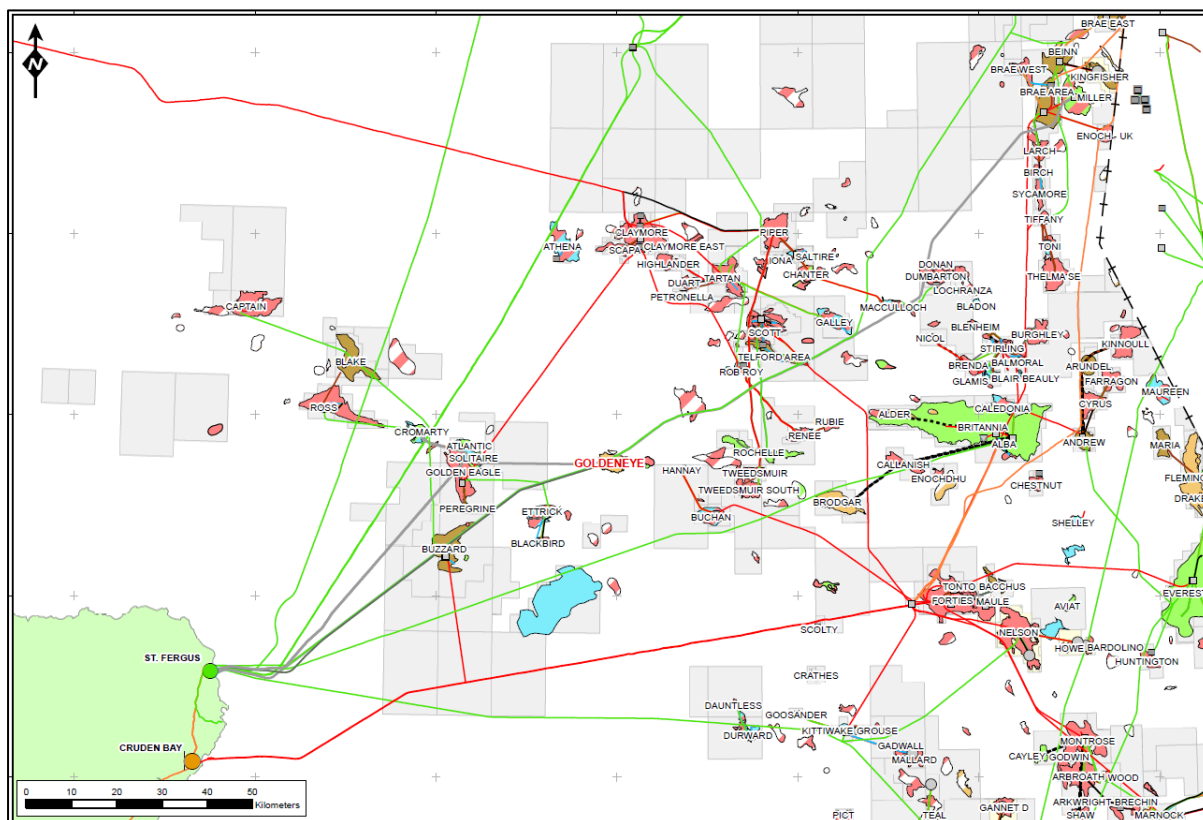 BRAE EAST
BEINN
BRAE WEST
KINGFISHER
BRAE AREA
MILLER
N
ENOCH UK
LARCH
BIRCH
SYCAMORE
TIFFANY
CLAYMORE
PIPER
ATHENA
SCAPA
CLAYMORE EAST
TONI
SALTIRE
IONA
HIGHLANDER
DONAN
CHANTER
DUMBARTON
THELMA SE
DUART
TARTAN
LOCHRANZA
PETRONELLA
CAPTAIN
MACCULLOCH
BLADON
GALLEY
BLENHEIM
BURGHLEY
SCOTT
NICOL
KINNOULL
STIRLING
TELFORD AREA
BLAKE
BRENDA
BALMORAL
ARUNDEL
ROB ROY
GLAMIS
BLAIR BEAULY
FARRAGON
MAUREEN
ROSS
CALEDONIA
CYRUS
ALDER
RUBIE
BRITANNIA
CROMARTY
RENEE
ALBA
ANDREW
MARIA
ATLANTIC
ROCHELLE
SOLITAIRE
GOLDENEYE
CALLANISH
GOLDEN EAGLE
HANNAY
TWEEDSMUIR
ENOCHDHU
FLEMING
CHESTNUT
TWEEDSMUIR SOUTH
DRAKE
PEREGRINE
BRODGAR
ETTRICK
BUCHAN
SHELLEY
BLACKBIRD
BUZZARD
TONTO
BACCHUS
EVEREST
FORTIES
MAULE
AVIAT
SCOLTY
NELSON
HOWE
BARDOLINO
ST. FERGUS
HUNTINGTON
CRATHES
DAUNTLESS
GOOSANDER
KITTIWAKE
GROUSE
DURWARD
GADWALL
MONTROSE
CRUDEN BAY
CAYLEY
GODWIN
MALLARD
ARBROATH
WOOD
0 10 20 30 40 50
Kilometers
ARKWRIGHT
BRECHIN
GANNET D
PICT
TEAL
SHAW
MARNOCK